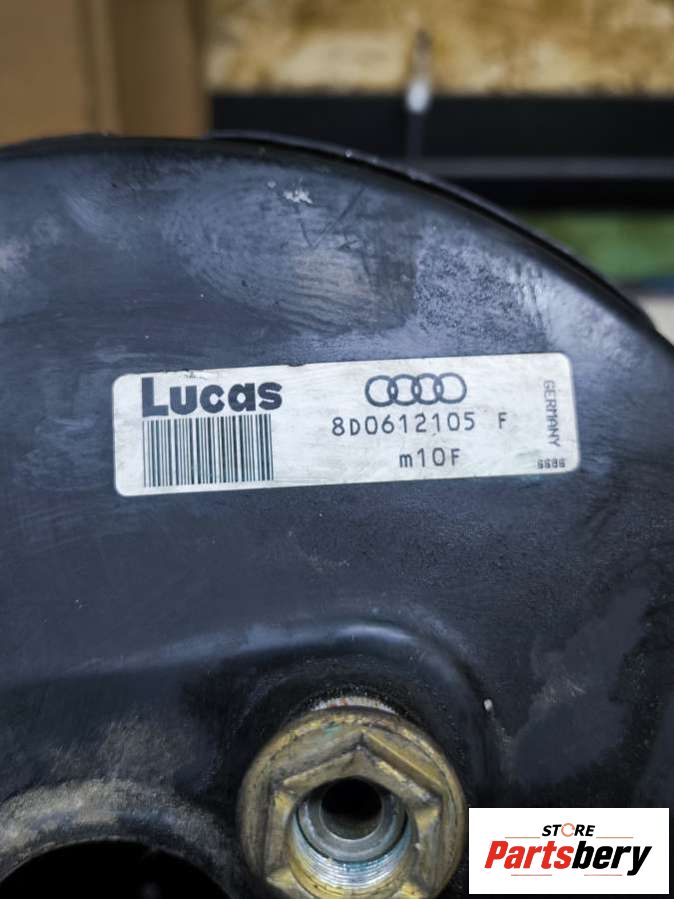 Lucas
8D0612105 F
m10F
GERMANY
STORE
Partsbery